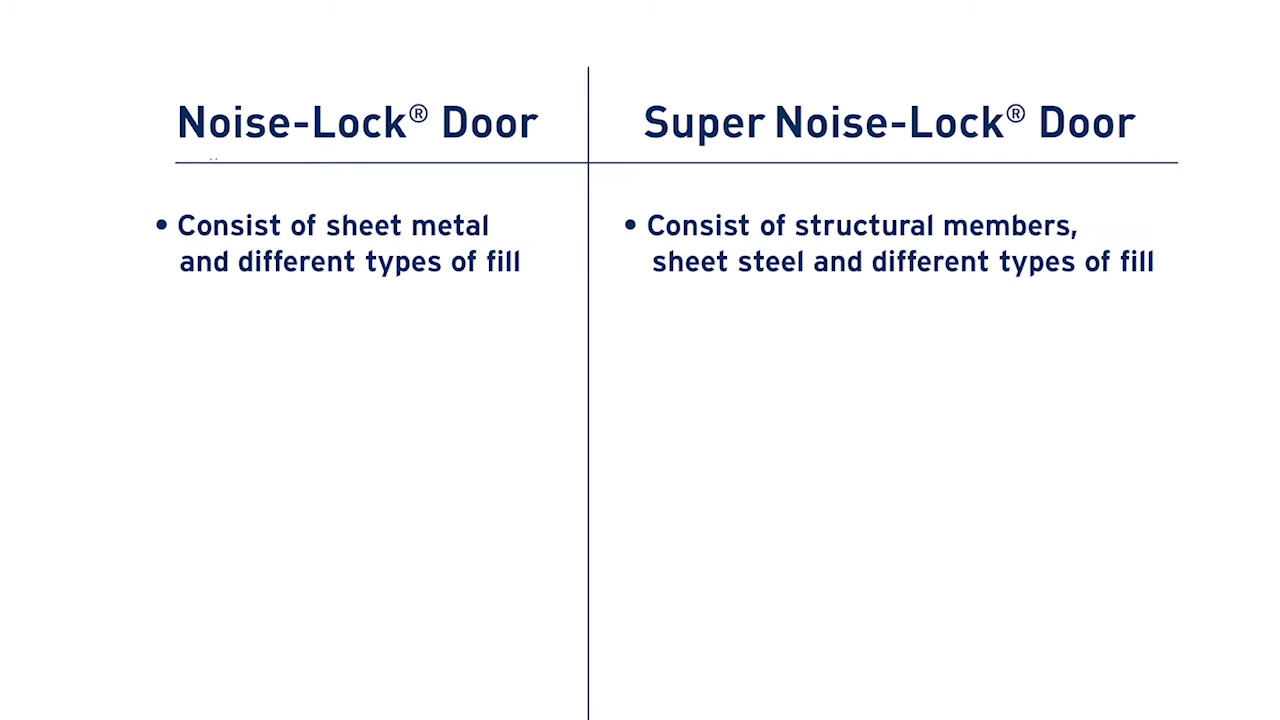 Noise-Lock® Door
• Consist of sheet metal
and different types of fill
Super Noise-Lock® Door
• Consist of structural members,
sheet steel and different types of fill